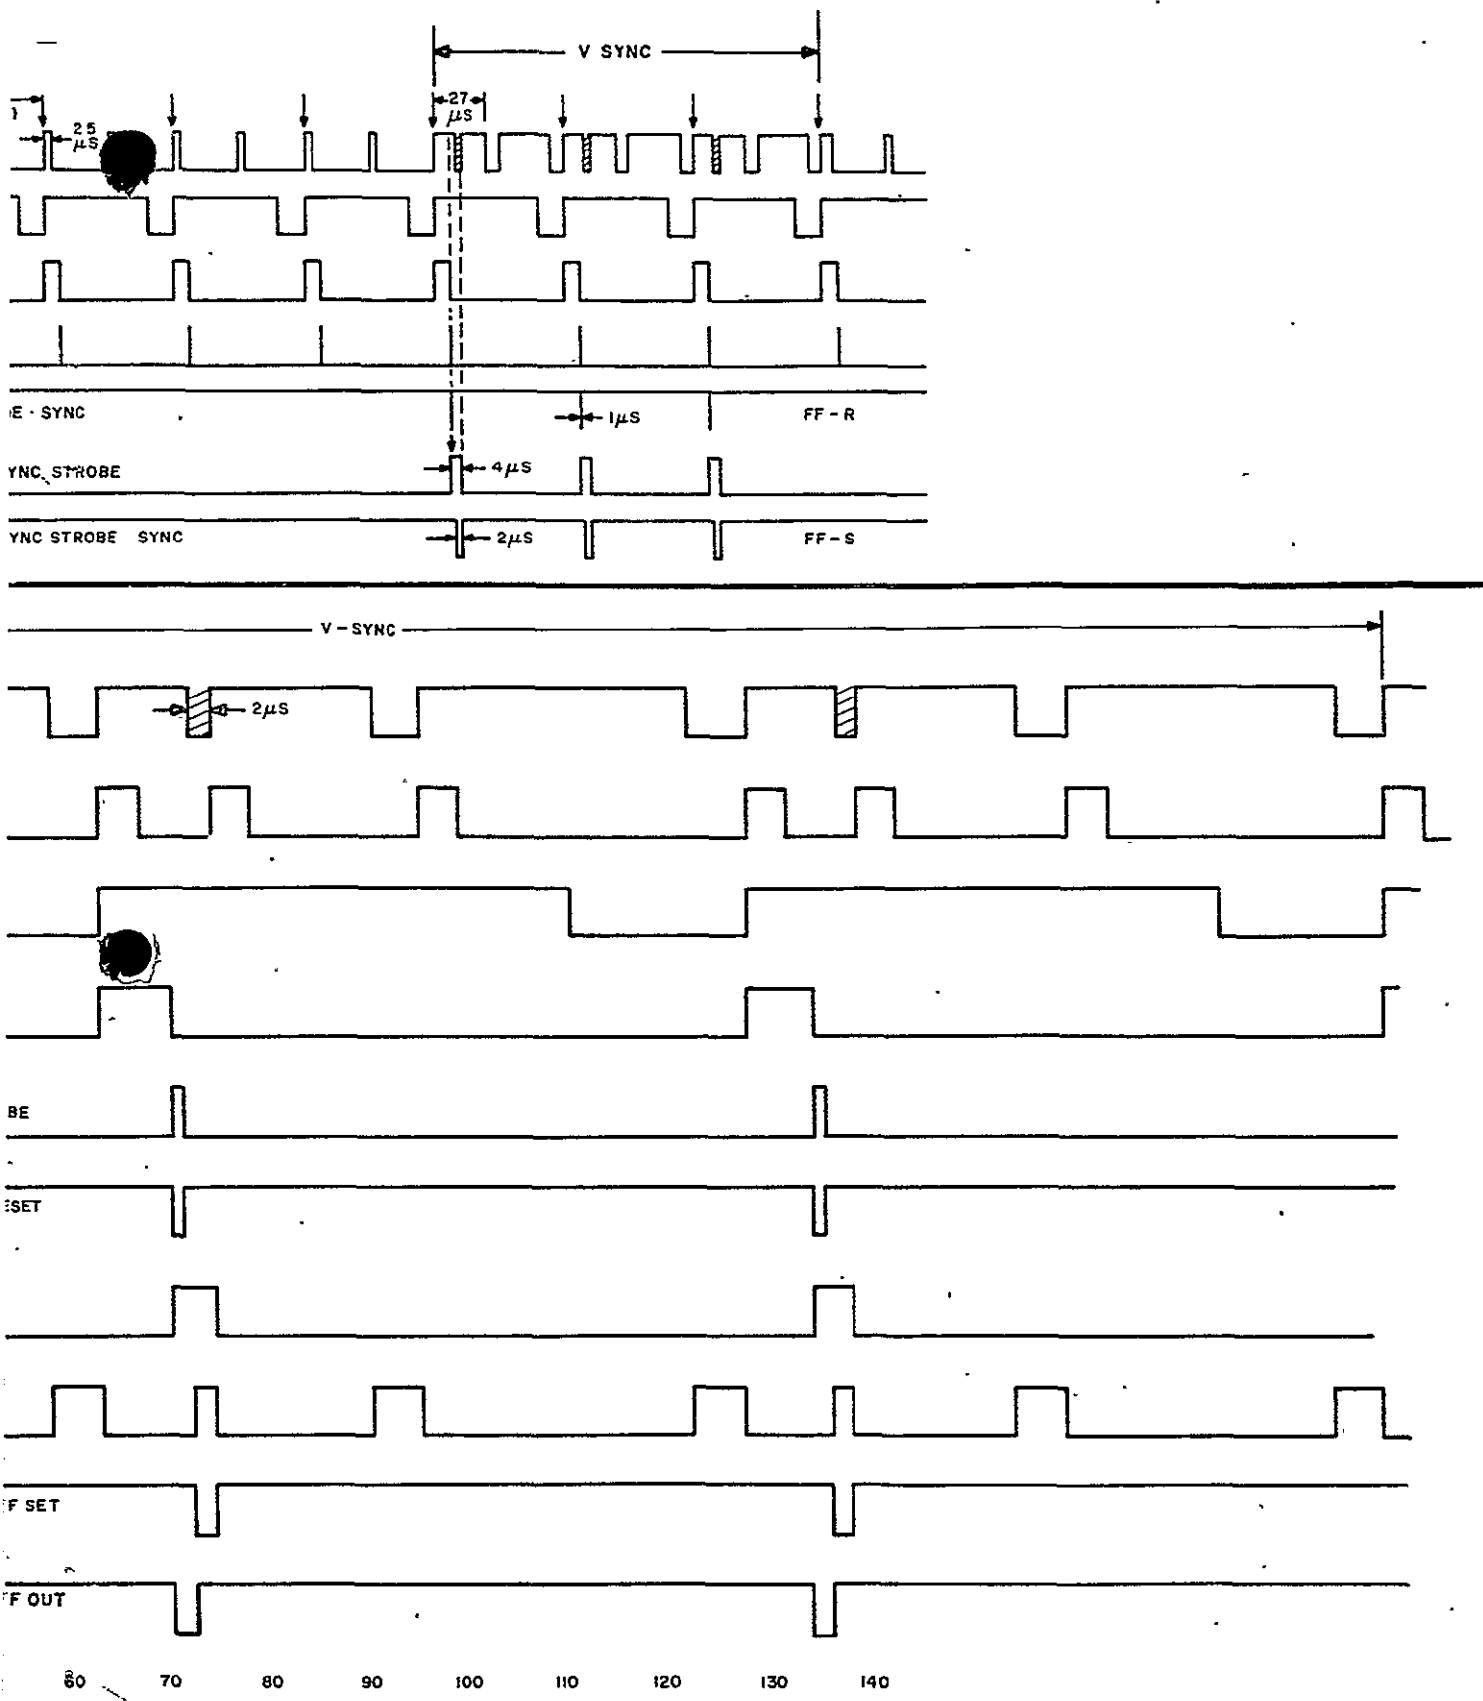 V SYNC
27
μS
25
μS
E · SYNC
1μS
FF-R
YNC STROBE
4μS
YNC STROBE SYNC
2μS
FF-S
V-SYNC
2μS
BE
ESET
F SET
F OUT
60 70 80 90 100 110 120 130 140